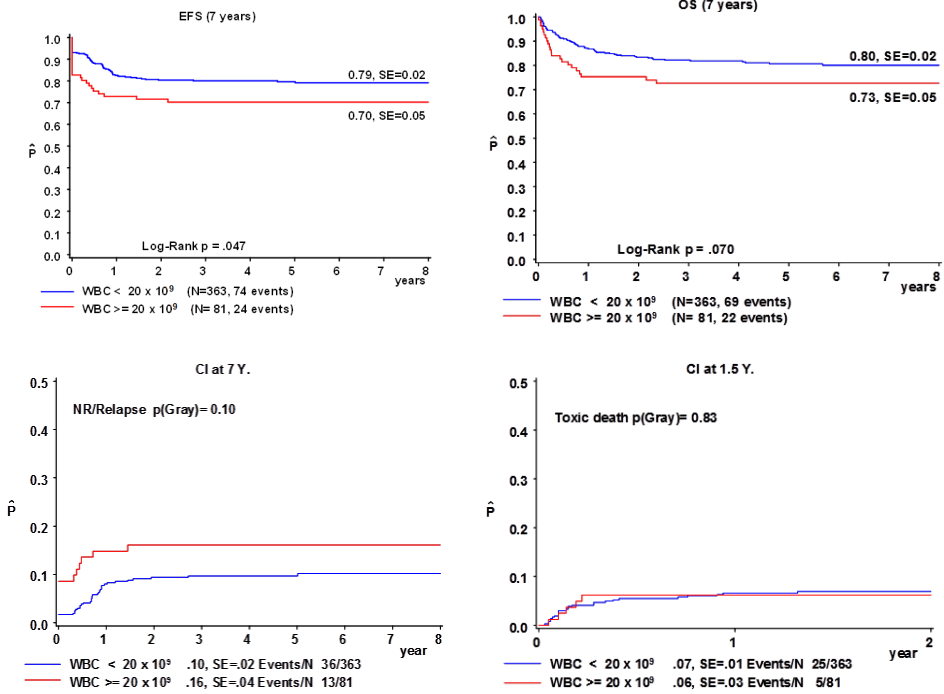 EFS (7 years)
1.0
0.9
0.8
0.7
0.6
0.5
0.4
0.3
0.2
0.1
0.0
P̂
0.79, SE=0.02
0.70, SE=0.05
Log-Rank p = .047
0 1 2 3 4 5 6 7 8
years
WBC < 20 x 10⁹ (N=363, 74 events)
WBC >= 20 x 10⁹ (N= 81, 24 events)
OS (7 years)
1.0
0.9
0.8
0.7
0.6
0.5
0.4
0.3
0.2
0.1
0.0
P̂
0.80, SE=0.02
0.73, SE=0.05
Log-Rank p = .070
0 1 2 3 4 5 6 7 8
years
WBC < 20 x 10⁹ (N=363, 69 events)
WBC >= 20 x 10⁹ (N= 81, 22 events)
CI at 7 Y.
0.5
0.4
0.3
0.2
0.1
0.0
P̂
NR/Relapse p(Gray)= 0.10
0 1 2 3 4 5 6 7 8
year
WBC < 20 x 10⁹ .10, SE=.02 Events/N 36/363
WBC >= 20 x 10⁹ .16, SE=.04 Events/N 13/81
CI at 1.5 Y.
0.5
0.4
0.3
0.2
0.1
0.0
P̂
Toxic death p(Gray)= 0.83
0 1 2
year
WBC < 20 x 10⁹ .07, SE=.01 Events/N 25/363
WBC >= 20 x 10⁹ .06, SE=.03 Events/N 5/81